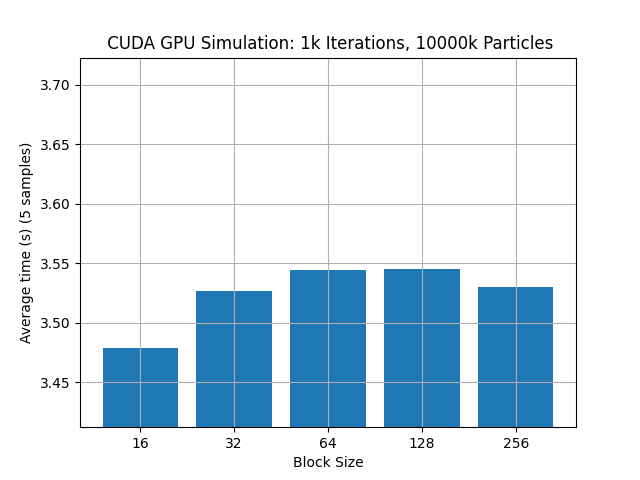 CUDA GPU Simulation: 1k Iterations, 10000k Particles
3.70
3.65
3.60
3.55
3.50
3.45
Average time (s) (5 samples)
16 32 64 128 256
Block Size